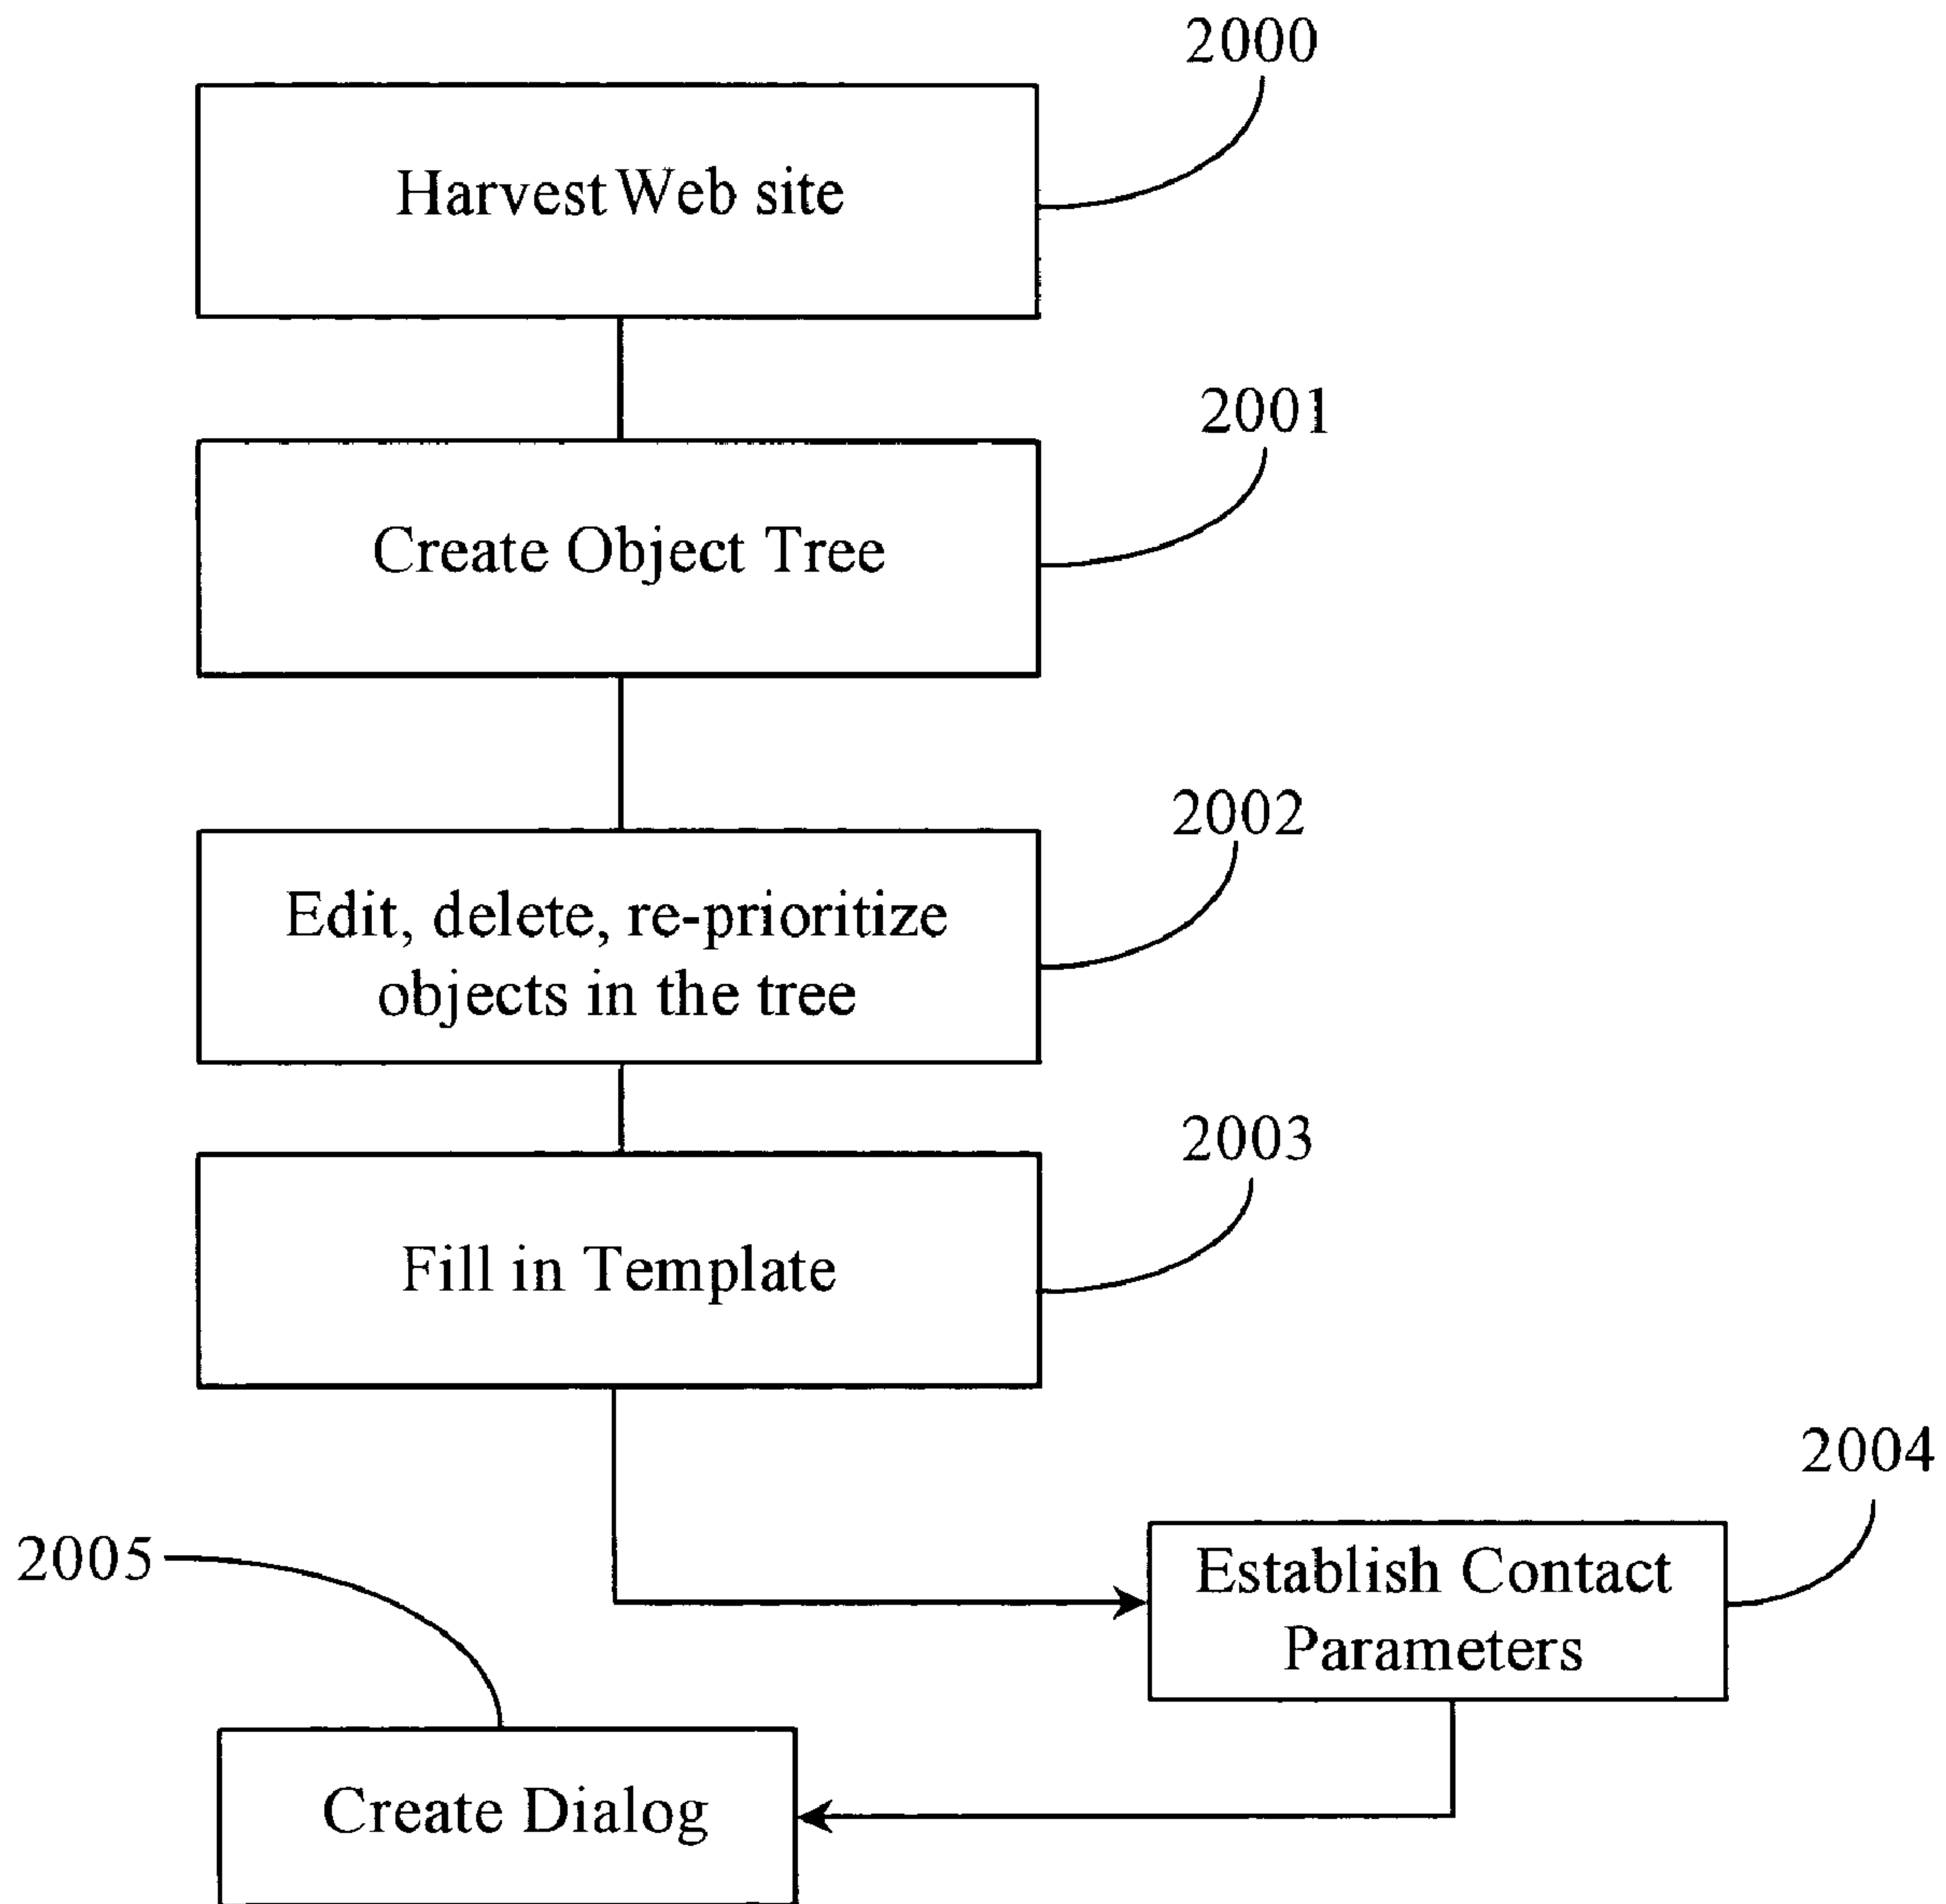 2000
Harvest Web site
2001
Create Object Tree
2002
Edit, delete, re-prioritize
objects in the tree
2003
Fill in Template
2004
Establish Contact
Parameters
2005
Create Dialog